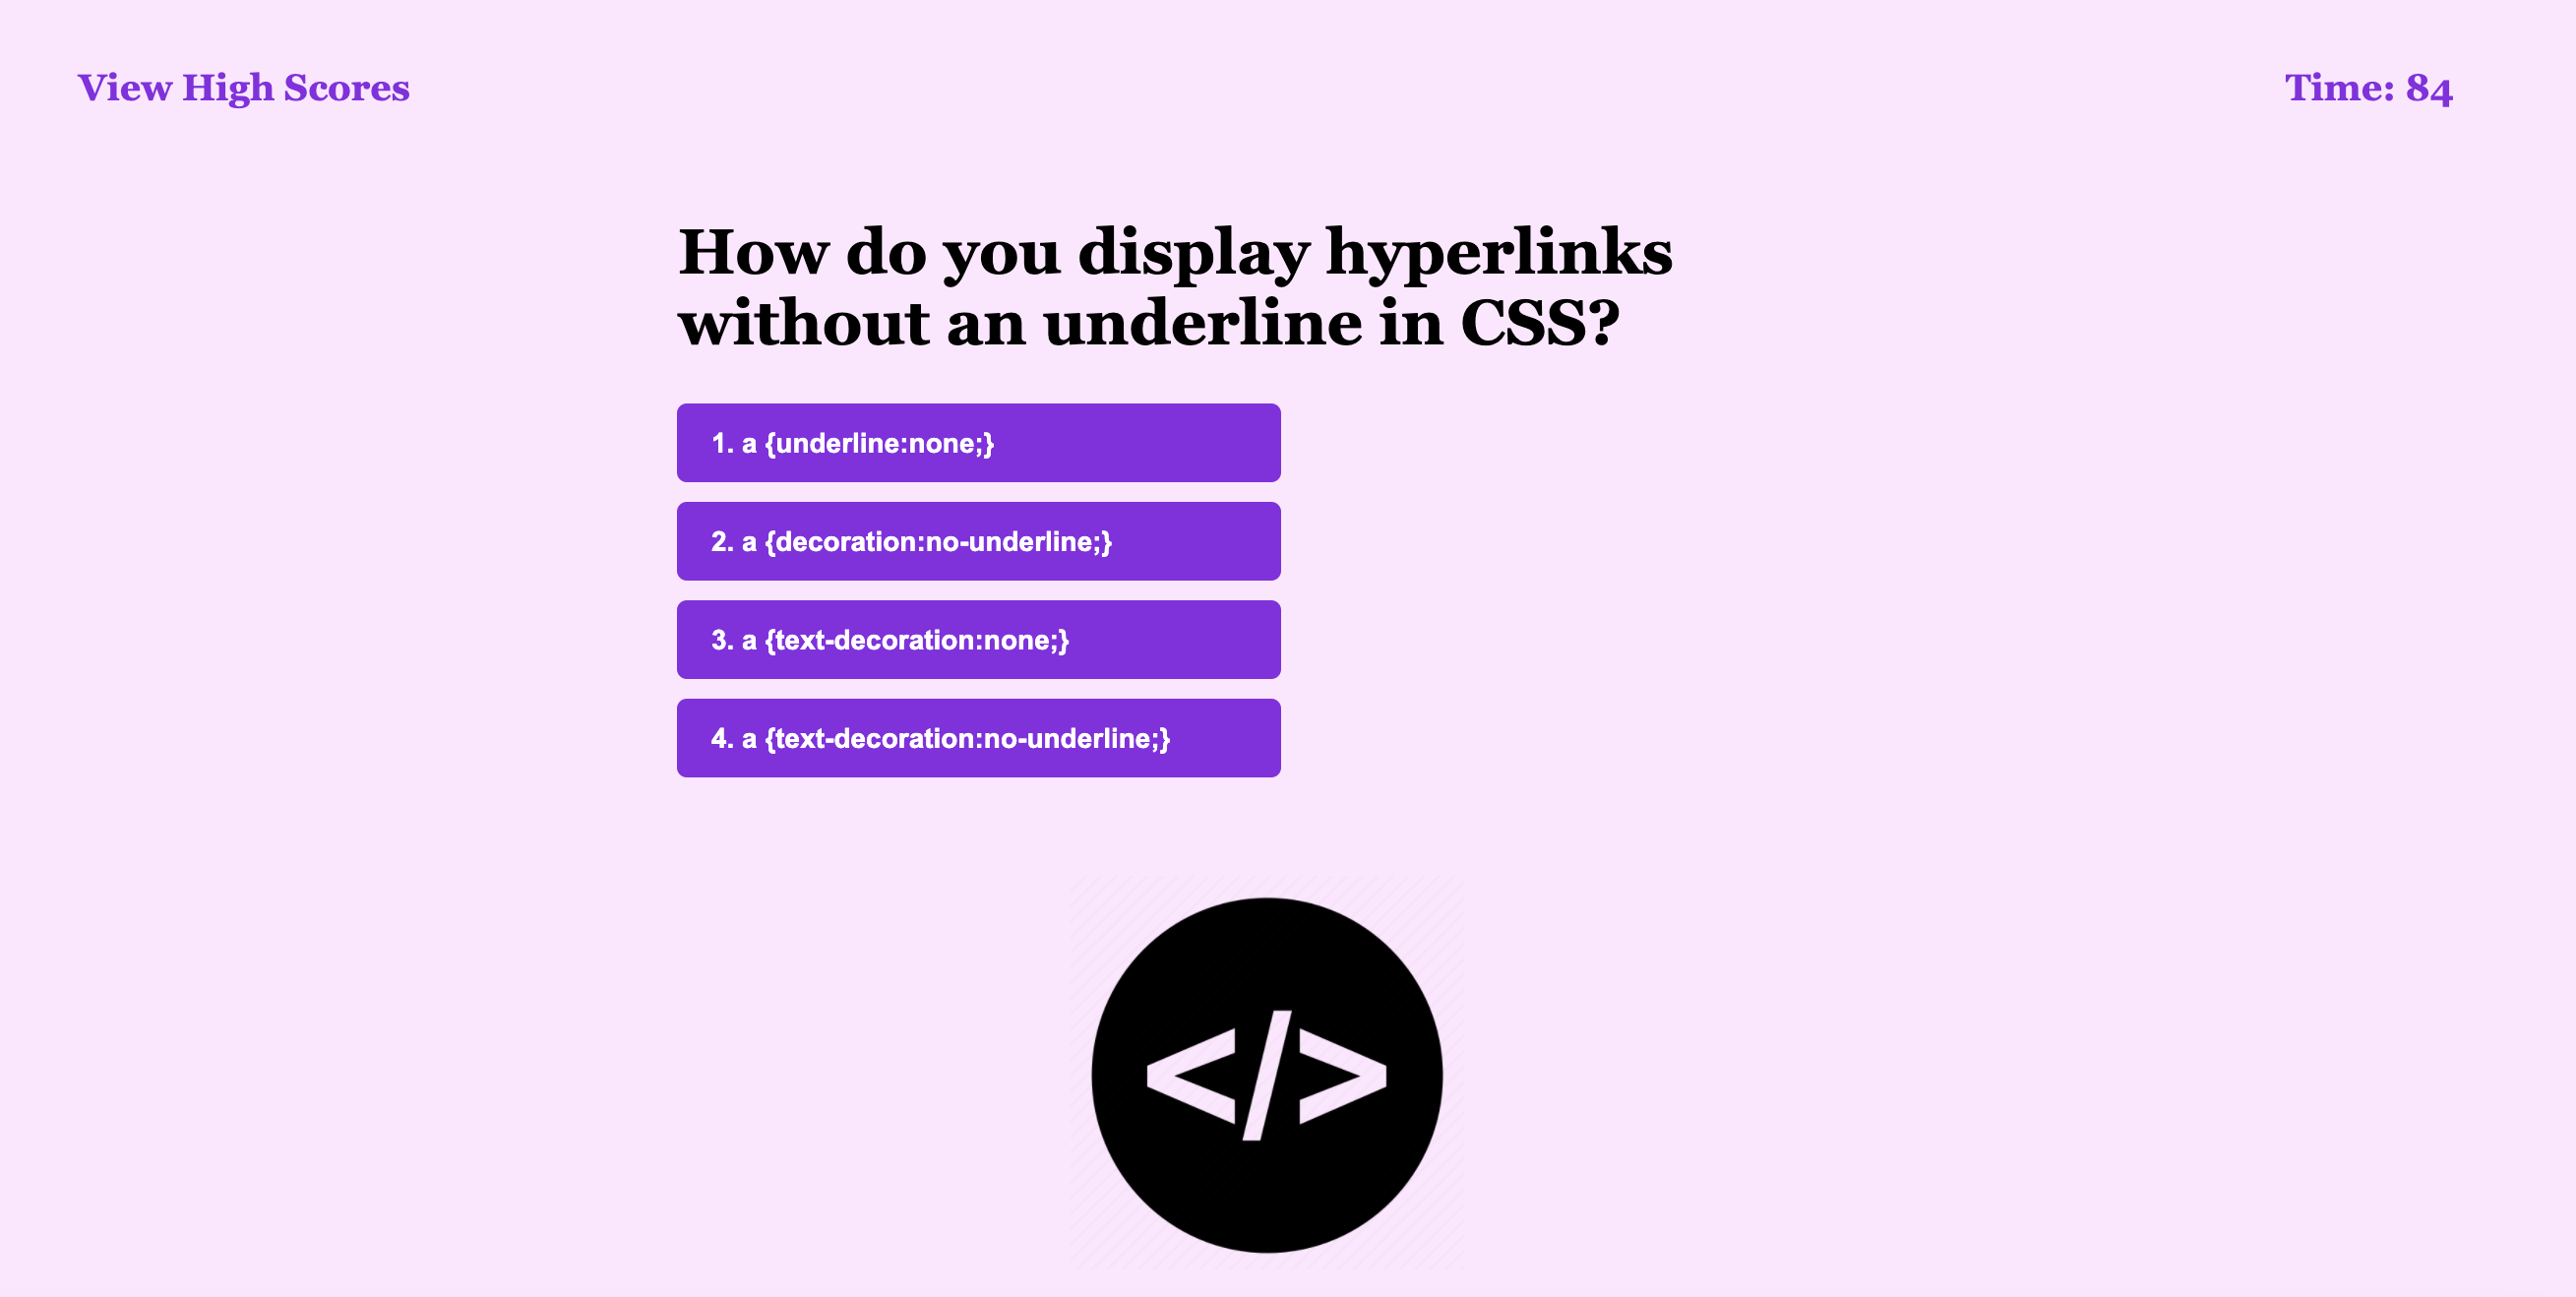 View High Scores
Time: 84
How do you display hyperlinks
without an underline in CSS?
1. a {underline:none;}
2. a {decoration:no-underline;}
3. a {text-decoration:none;}
4. a {text-decoration:no-underline;}
</>